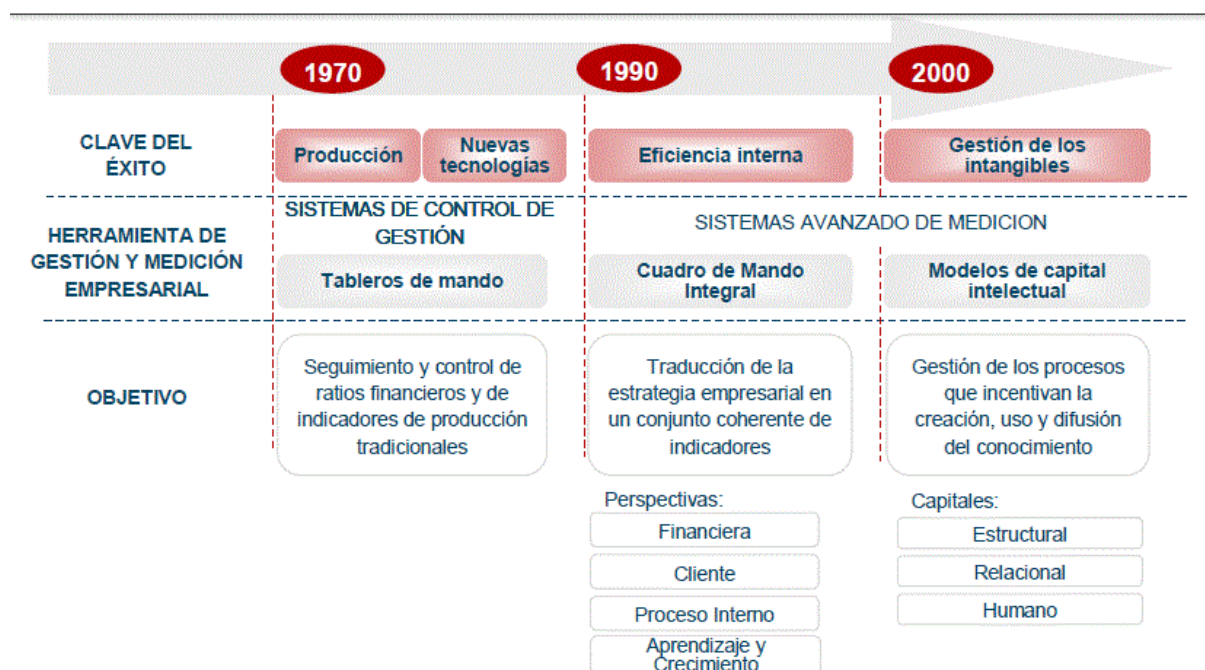 1970
1990
2000
CLAVE DEL
ÉXITO
Producción
Nuevas
tecnologías
Eficiencia interna
Gestión de los
intangibles
HERRAMIENTA DE
GESTIÓN Y MEDICIÓN
EMPRESARIAL
SISTEMAS DE CONTROL DE
GESTIÓN
SISTEMAS AVANZADO DE MEDICION
Tableros de mando
Cuadro de Mando
Integral
Modelos de capital
intelectual
OBJETIVO
Seguimiento y control de
ratios financieros y de
indicadores de producción
tradicionales
Traducción de la
estrategia empresarial en
un conjunto coherente de
indicadores
Gestión de los procesos
que incentivan la
creación, uso y difusión
del conocimiento
Perspectivas:
Financiera
Cliente
Proceso Interno
Aprendizaje y
Crecimiento
Capitales:
Estructural
Relacional
Humano